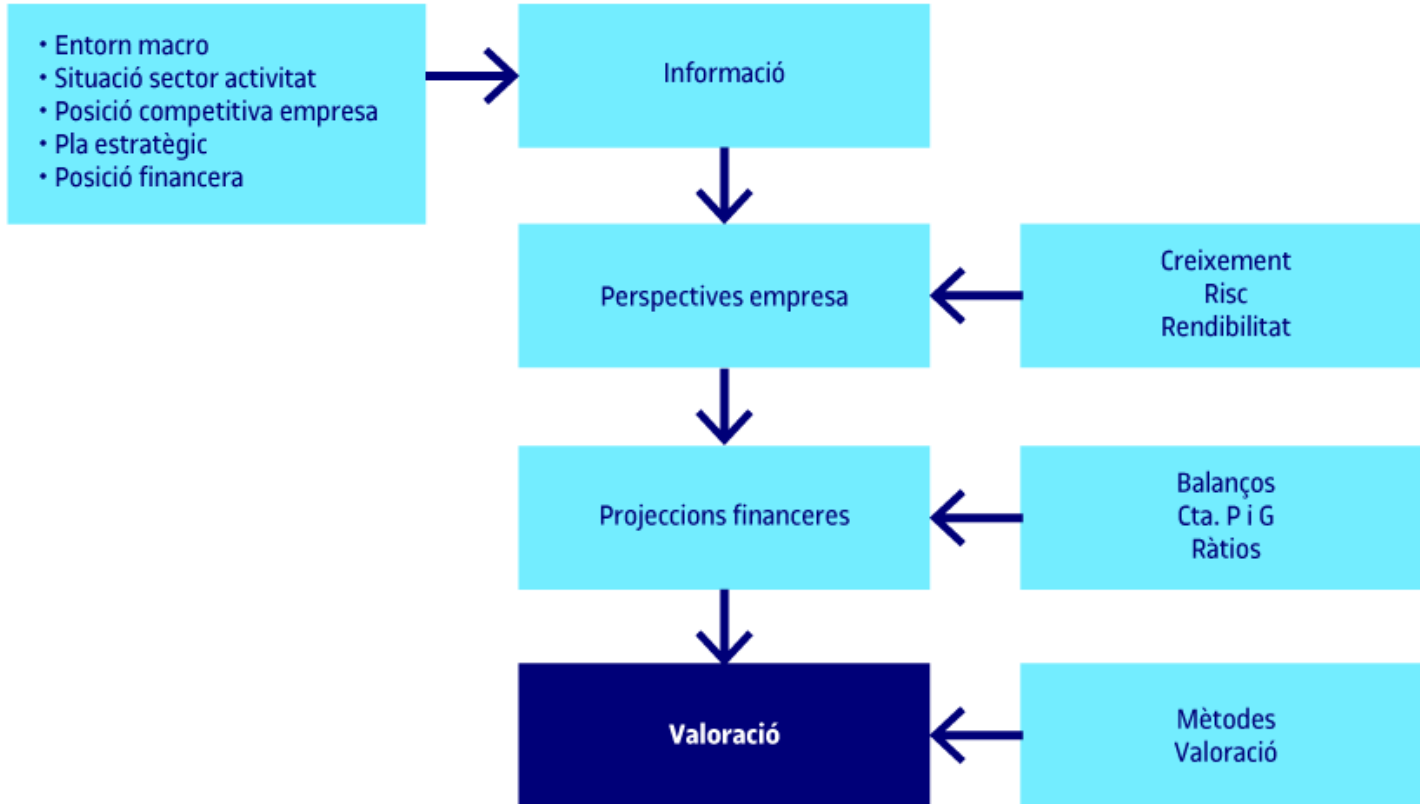 • Entorn macro
• Situació sector activitat
• Posició competitiva empresa
• Pla estratègic
• Posició financera
Informació
Perspectives empresa
Creixement
Risc
Rendibilitat
Projeccions financeres
Balanços
Cta. P i G
Ràtios
Valoració
Mètodes
Valoració